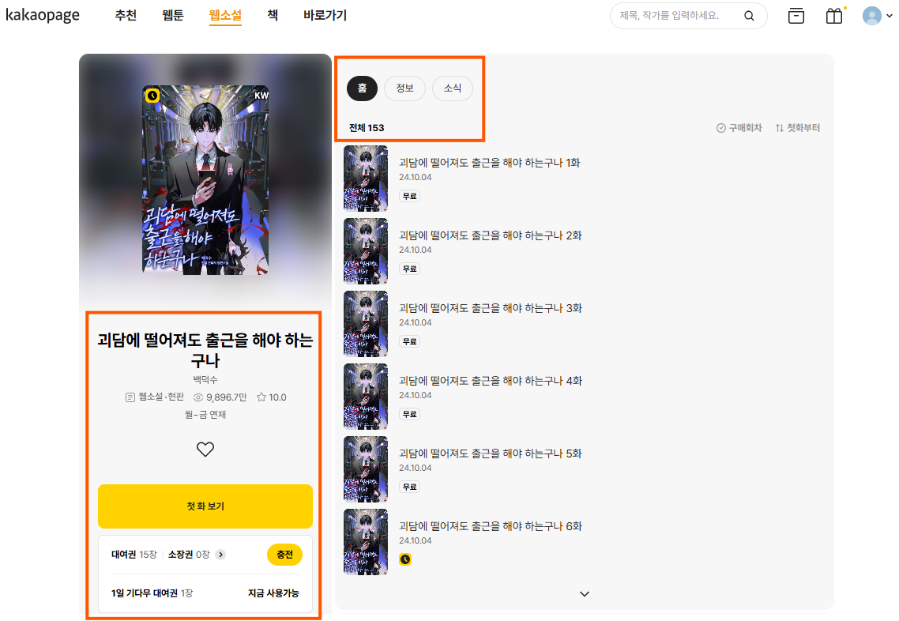 kakaopage
추천 웹툰 웹소설 책 바로가기
제목, 작가를 입력하세요.
KW
괴담에 떨어져도
출근을 해야
하는구나
괴담에 떨어져도 출근을 해야 하는
구나
백덕수
웹소설·현판 9,896.7만 10.0
월~금 연재
첫 화 보기
대여권 15장 소장권 0장
충전
1일 기다무 대여권 1장
지금 사용가능
홈 정보 소식
전체 153
구매회차 첫화부터
괴담에 떨어져도 출근을 해야 하는구나 1화
24.10.04
무료
괴담에 떨어져도 출근을 해야 하는구나 2화
24.10.04
무료
괴담에 떨어져도 출근을 해야 하는구나 3화
24.10.04
무료
괴담에 떨어져도 출근을 해야 하는구나 4화
24.10.04
무료
괴담에 떨어져도 출근을 해야 하는구나 5화
24.10.04
무료
괴담에 떨어져도 출근을 해야 하는구나 6화
24.10.04